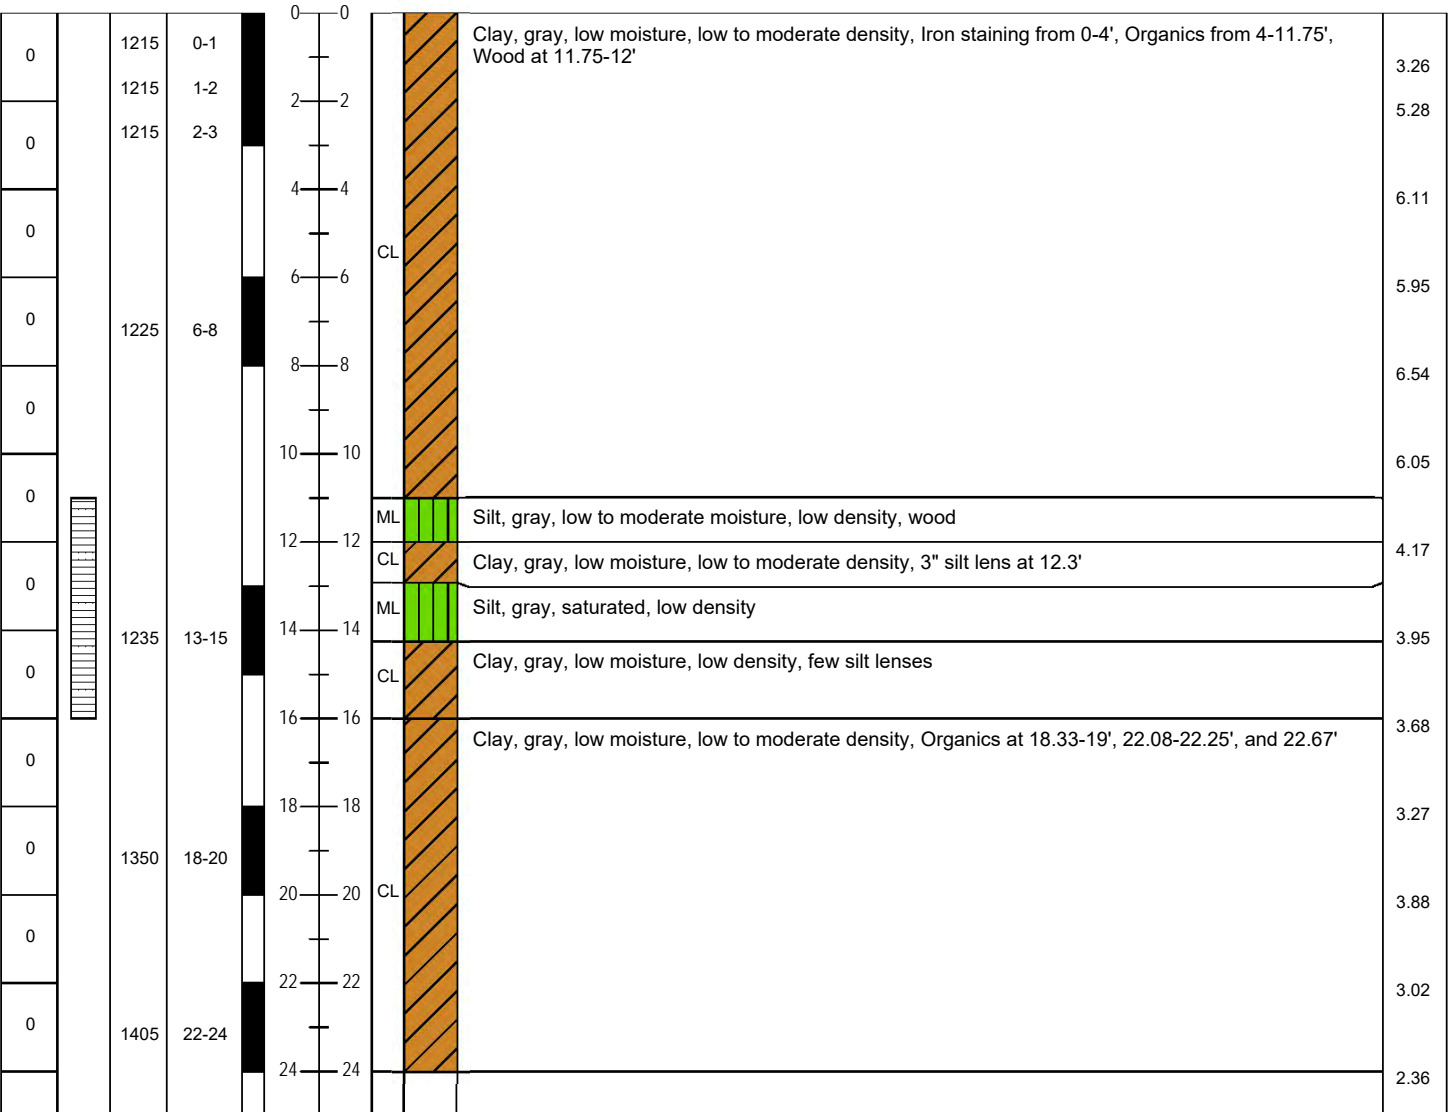 0 0
1215 0-1 Clay, gray, low moisture, low to moderate density, Iron staining from 0-4', Organics from 4-11.75',
0 Wood at 11.75-12' 3.26
1215 1-2
2 2 5.28
1215 2-3
0
4 4 6.11
0
CL
6 6 5.95
0 1225 6-8
8 8 6.54
0
10 10 6.05
0
ML Silt, gray, low to moderate moisture, low density, wood
12 12 4.17
CL Clay, gray, low moisture, low to moderate density, 3" silt lens at 12.3'
0
ML Silt, gray, saturated, low density
1235 13-15 14 14 3.95
Clay, gray, low moisture, low density, few silt lenses
0 CL
16 16 3.68
Clay, gray, low moisture, low to moderate density, Organics at 18.33-19', 22.08-22.25', and 22.67'
0
18 18 3.27
0 1350 18-20
20 20 CL 3.88
0
22 22 3.02
0 1405 22-24
24 24 2.36